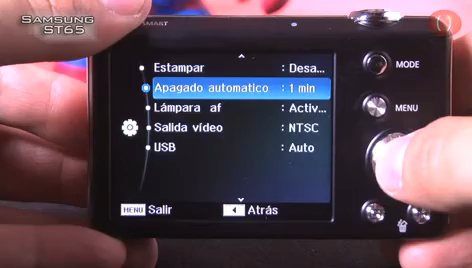 SAMSUNG
ST65
SMART
Estampar : Desa...
Apagado automatico : 1 min
Lámpara af : Activ...
Salida vídeo : NTSC
USB : Auto
MENU Salir Atrás
MODE
MENU